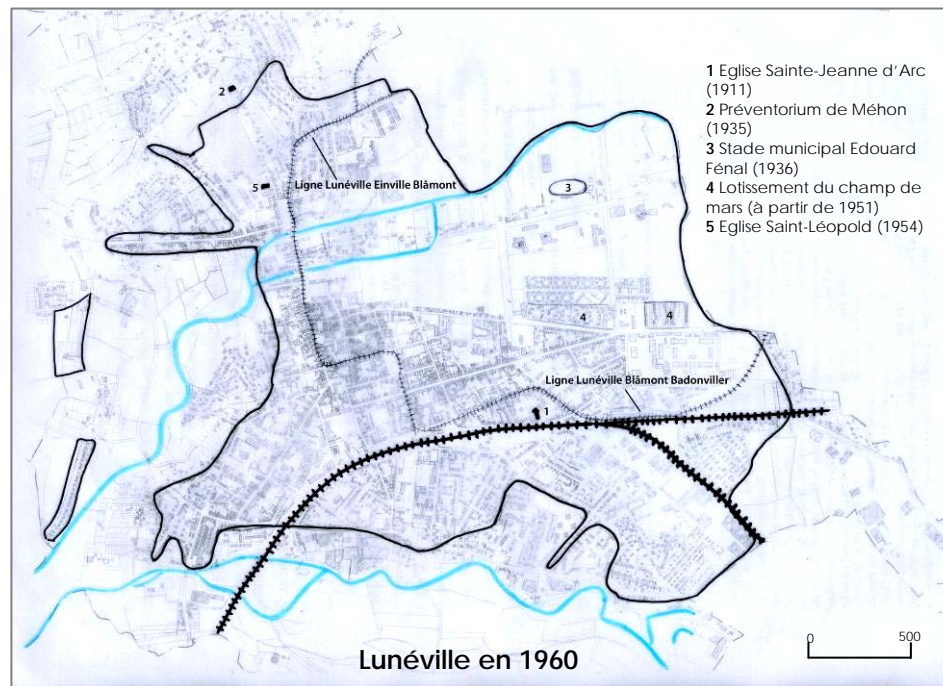 1 Eglise Sainte-Jeanne d'Arc
(1911)
2 Préventorium de Méhon
(1935)
3 Stade municipal Edouard
Fénal (1936)
4 Lotissement du champ de
mars (à partir de 1951)
5 Eglise Saint-Léopold (1954)
2
5
Ligne Lunéville Einville Blâmont
3
4
4
Ligne Lunéville Blâmont Badonviller
1
Lunéville en 1960
0
500